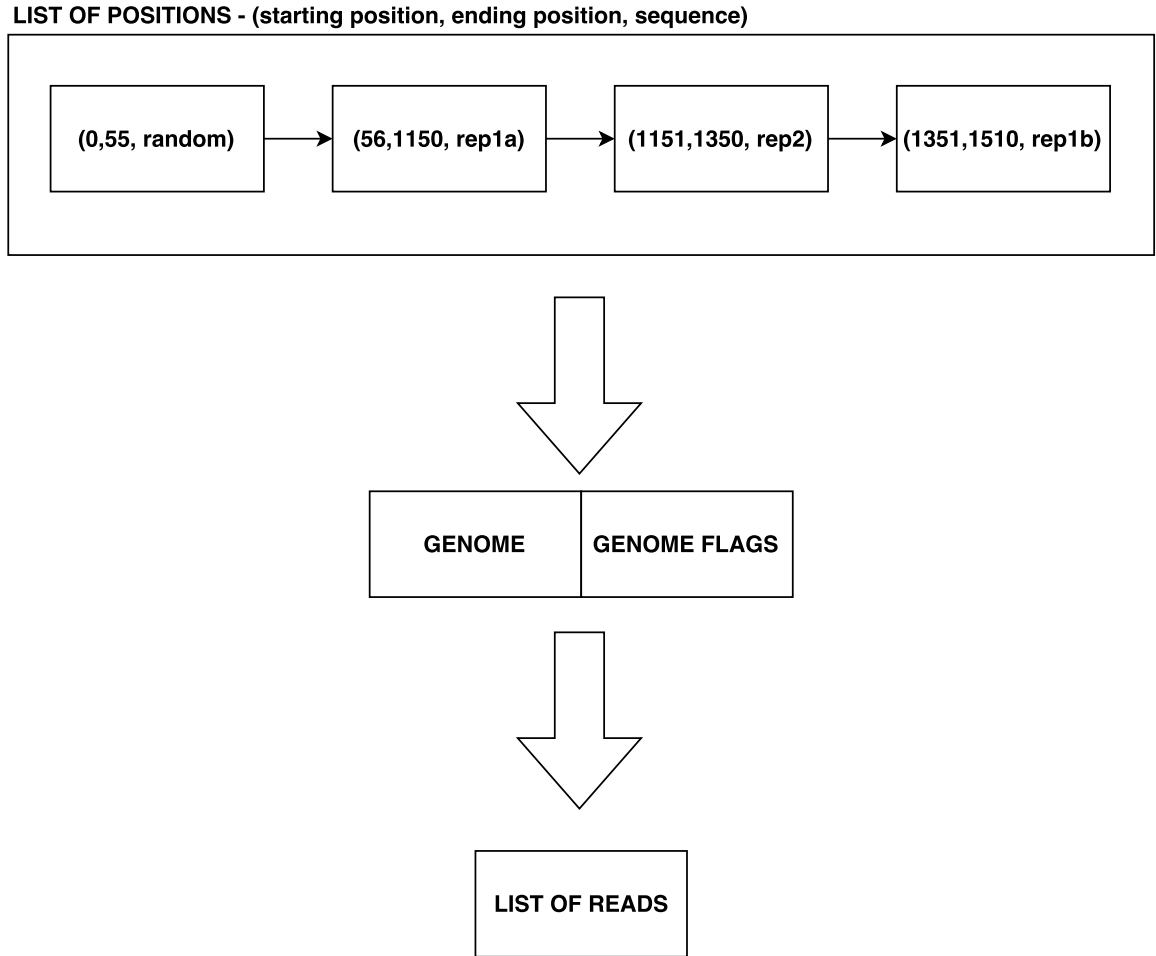 LIST OF POSITIONS - (starting position, ending position, sequence)
(0,55, random)
(56,1150, rep1a)
(1151,1350, rep2)
(1351,1510, rep1b)
GENOME
GENOME FLAGS
LIST OF READS